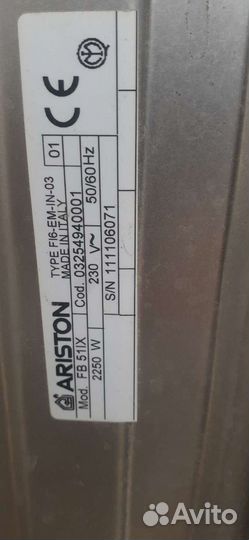 ARISTON
TYPE FI6-EM-IN-03
MADE IN ITALY
01
CE
Mod. FB 51IX
Cod. 03254940001
2250 W
230 V~
50/60Hz
S/N 111106071
Avito